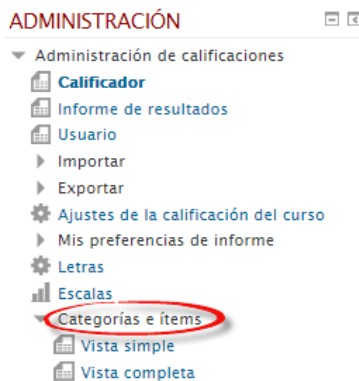 ADMINISTRACIÓN
Administración de calificaciones
Calificador
Informe de resultados
Usuario
Importar
Exportar
Ajustes de la calificación del curso
Mis preferencias de informe
Letras
Escalas
Categorías e ítems
Vista simple
Vista completa